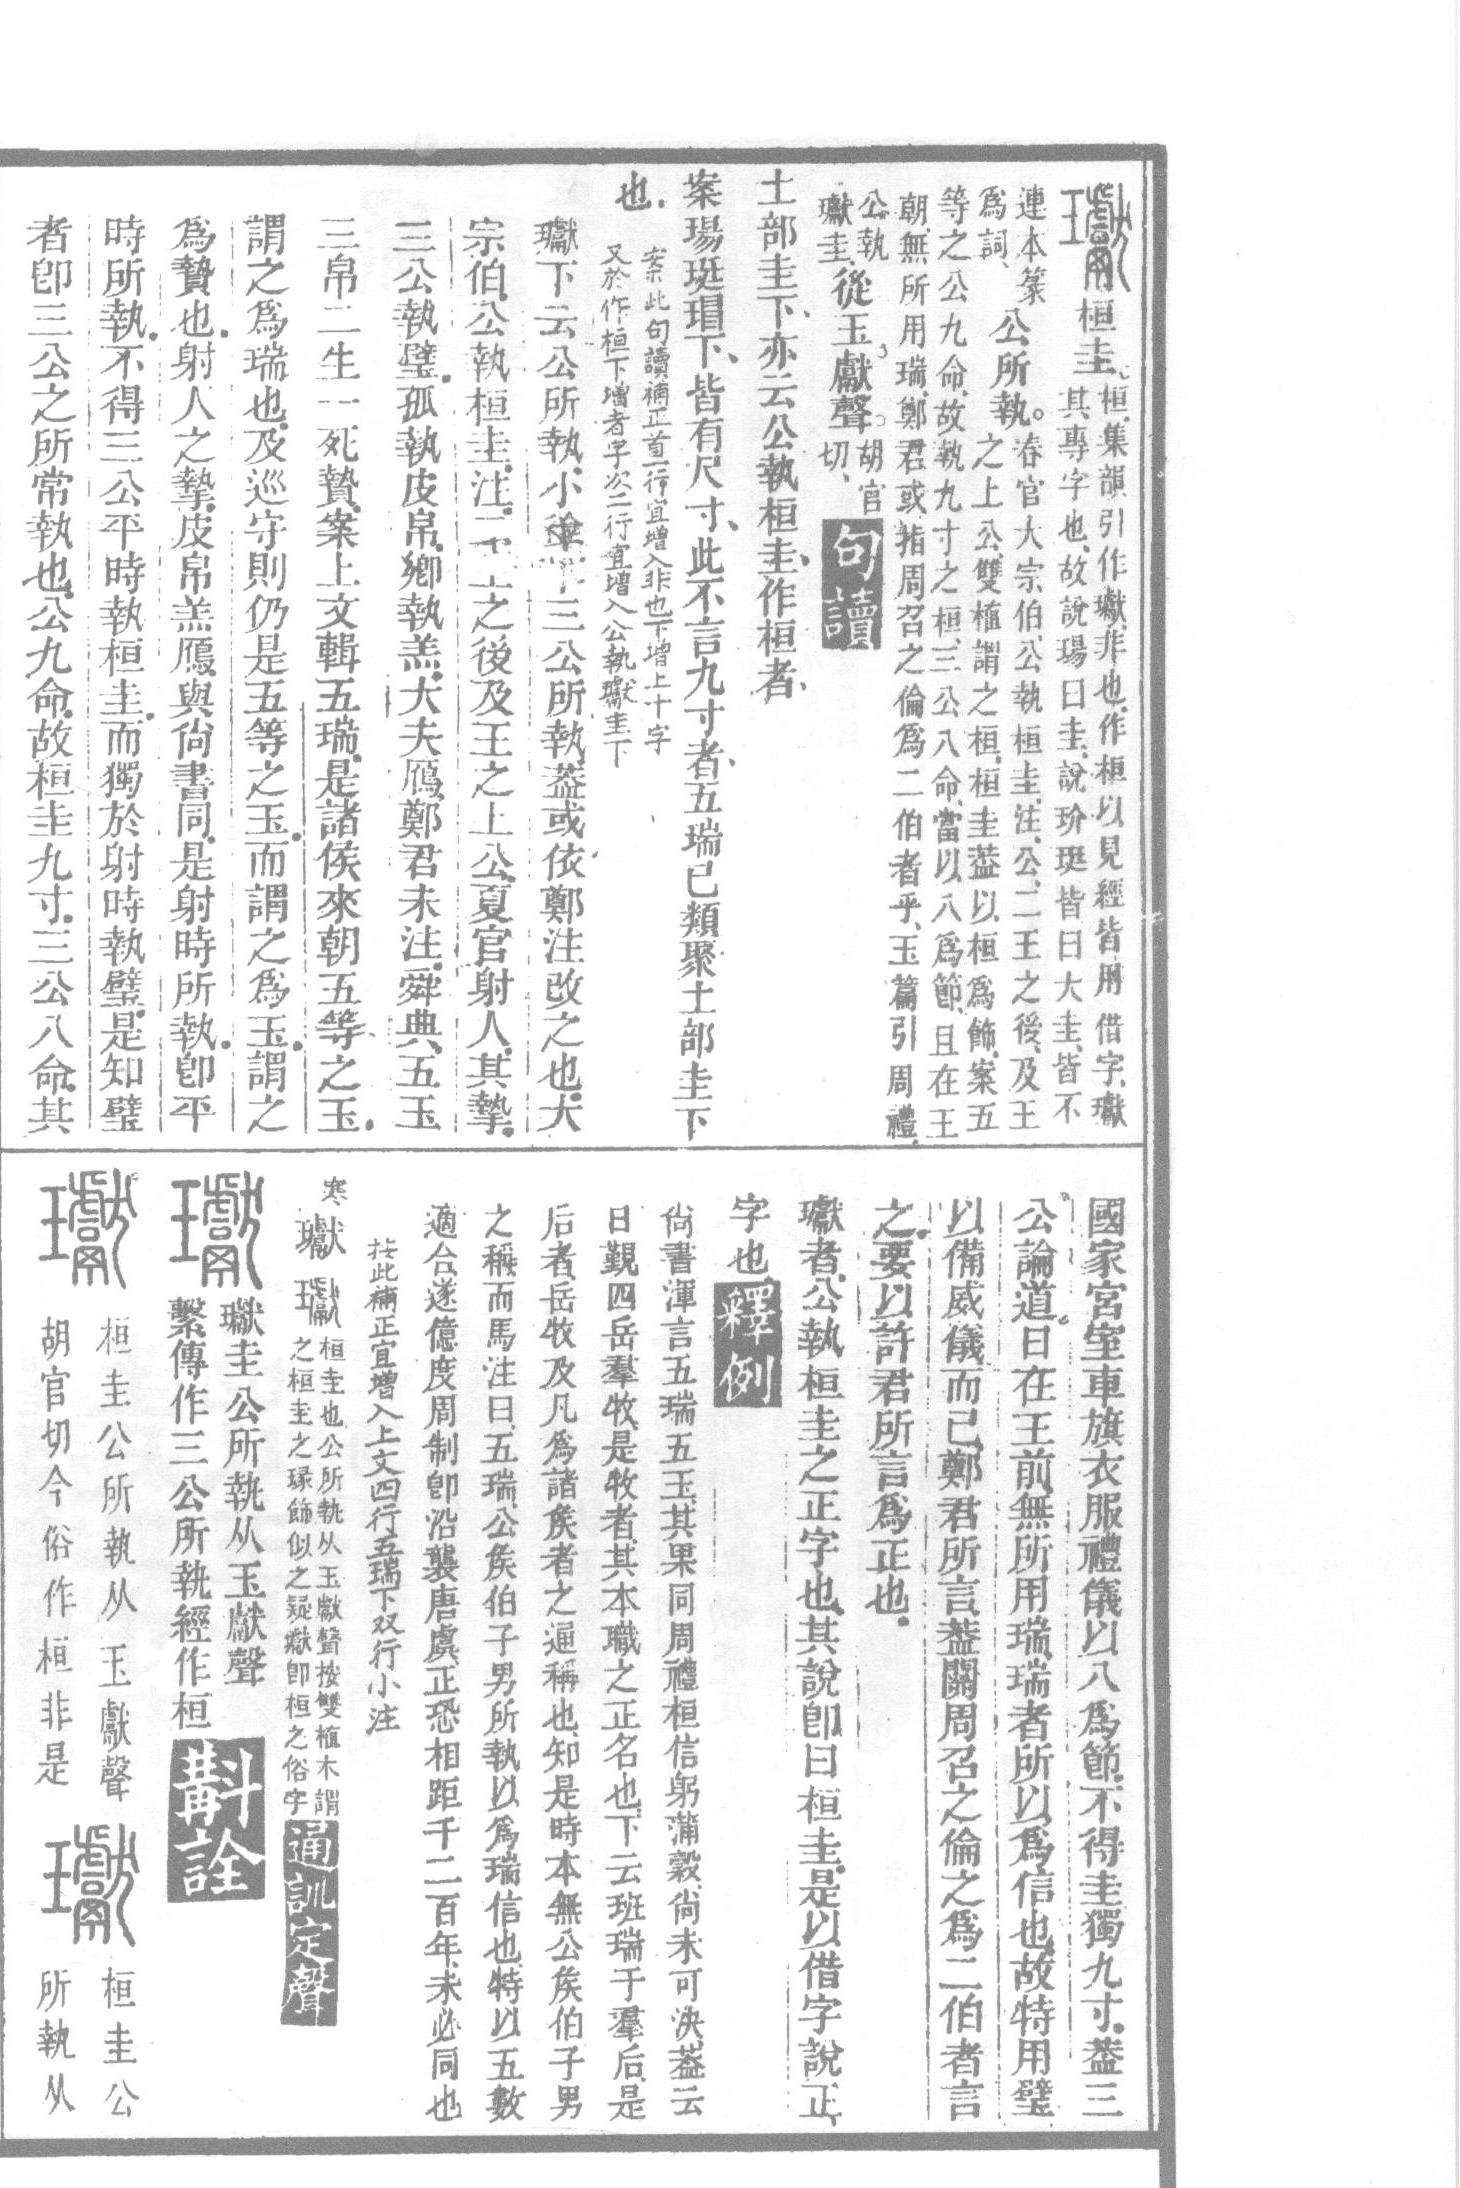 瓛桓圭。桓、集韻引作瓛、非也、作桓以見經皆用借字、瓛
其專字也、故說瑒曰圭、說玠珽皆曰大圭、皆不
連本篆
為詞、公所執。春官大宗伯、公執桓圭、注、公、二王之後、及王
之上公、雙植謂之桓、桓圭葢以桓為飾、案五
等之公九命、故執九寸之桓、三公八命、當以八為節、且在王
朝、無所用瑞、鄭君或指周召之倫為二伯者乎、玉篇引周禮、
公執
瓛圭、從玉獻聲。胡官
切、句讀
土部圭下、亦云公執桓圭、作桓者、
案瑒珽瑁下、皆有尺寸、此不言九寸者、五瑞已類聚土部圭下
也、
案此句讀補正首一行宜增入非也下增上十字
又於作桓下增者字次二行宜增入公執瓛圭下
瓛下云公所執、小徐作三公所執、葢或依鄭注改之也、大
宗伯、公執桓圭、注、二王之後及王之上公、夏官射人、其摯、
三公執璧、孤執皮帛、卿執羔、大夫鴈、鄭君未注、舜典、五玉
三帛二生一死贄、案上文輯五瑞、是諸侯來朝五等之玉、
謂之為瑞也、及巡守則仍是五等之玉、而謂之為玉、謂之
為贄也、射人之摯、皮帛羔鴈、與尙書同、是射時所執、卽平
時所執、不得三公平時執桓圭、而獨於射時執璧、是知璧
者卽三公之所常執也、公九命、故桓圭九寸、三公八命、其
國家宮室車旗衣服禮儀以八為節、不得圭獨九寸、葢三
公論道、日在王前、無所用瑞、瑞者所以為信也、故特用璧
以備威儀而已、鄭君所言、葢關周召之倫之為二伯者言
之、要以許君所言為正也、
瓛者、公執桓圭之正字也、其說卽曰桓圭、是以借字說正
字也、釋例
尙書渾言五瑞五玉、其果同周禮桓信躬蒲穀、尙未可決、葢云
日覲四岳羣牧、是牧者、其本職之正名也、下云班瑞于羣后、是
后者、岳牧及凡為諸侯者之通稱也、知是時本無公侯伯子男
之稱、而馬注曰、五瑞、公侯伯子男所執以為瑞信也、特以五數
適合、遂億度周制卽沿襲唐虞、正恐相距千二百年、未必同也
按此補正宜增入上文四行五瑞下双行小注
寒 瓛 瓛桓圭也公所執从玉獻聲按雙植木謂
之桓圭之瑑飾似之疑瓛卽桓之俗字通訓定聲
瓛瓛圭公所執从玉獻聲
繫傳作三公所執經作桓斠詮
瓛桓圭公所執从玉獻聲
胡官切今俗作桓非是
瓛桓圭公
所執从